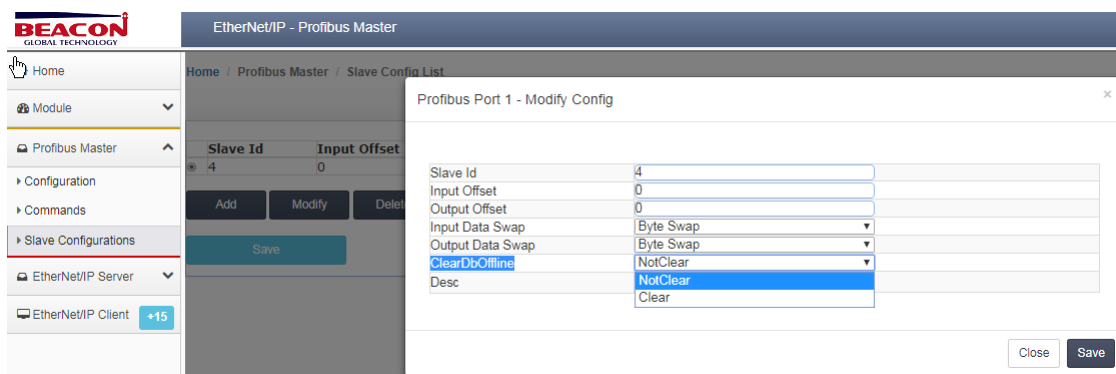 BEACON
GLOBAL TECHNOLOGY
EtherNet/IP - Profibus Master
Home
Module
Profibus Master
Configuration
Commands
Slave Configurations
EtherNet/IP Server
EtherNet/IP Client +15
Home / Profibus Master / Slave Config List
Slave Id Input Offset
4 0
Add Modify Delet
Save
Profibus Port 1 - Modify Config ×
Slave Id 4
Input Offset 0
Output Offset 0
Input Data Swap Byte Swap
Output Data Swap Byte Swap
ClearDbOffline NotClear
Desc NotClear
Clear
Close Save